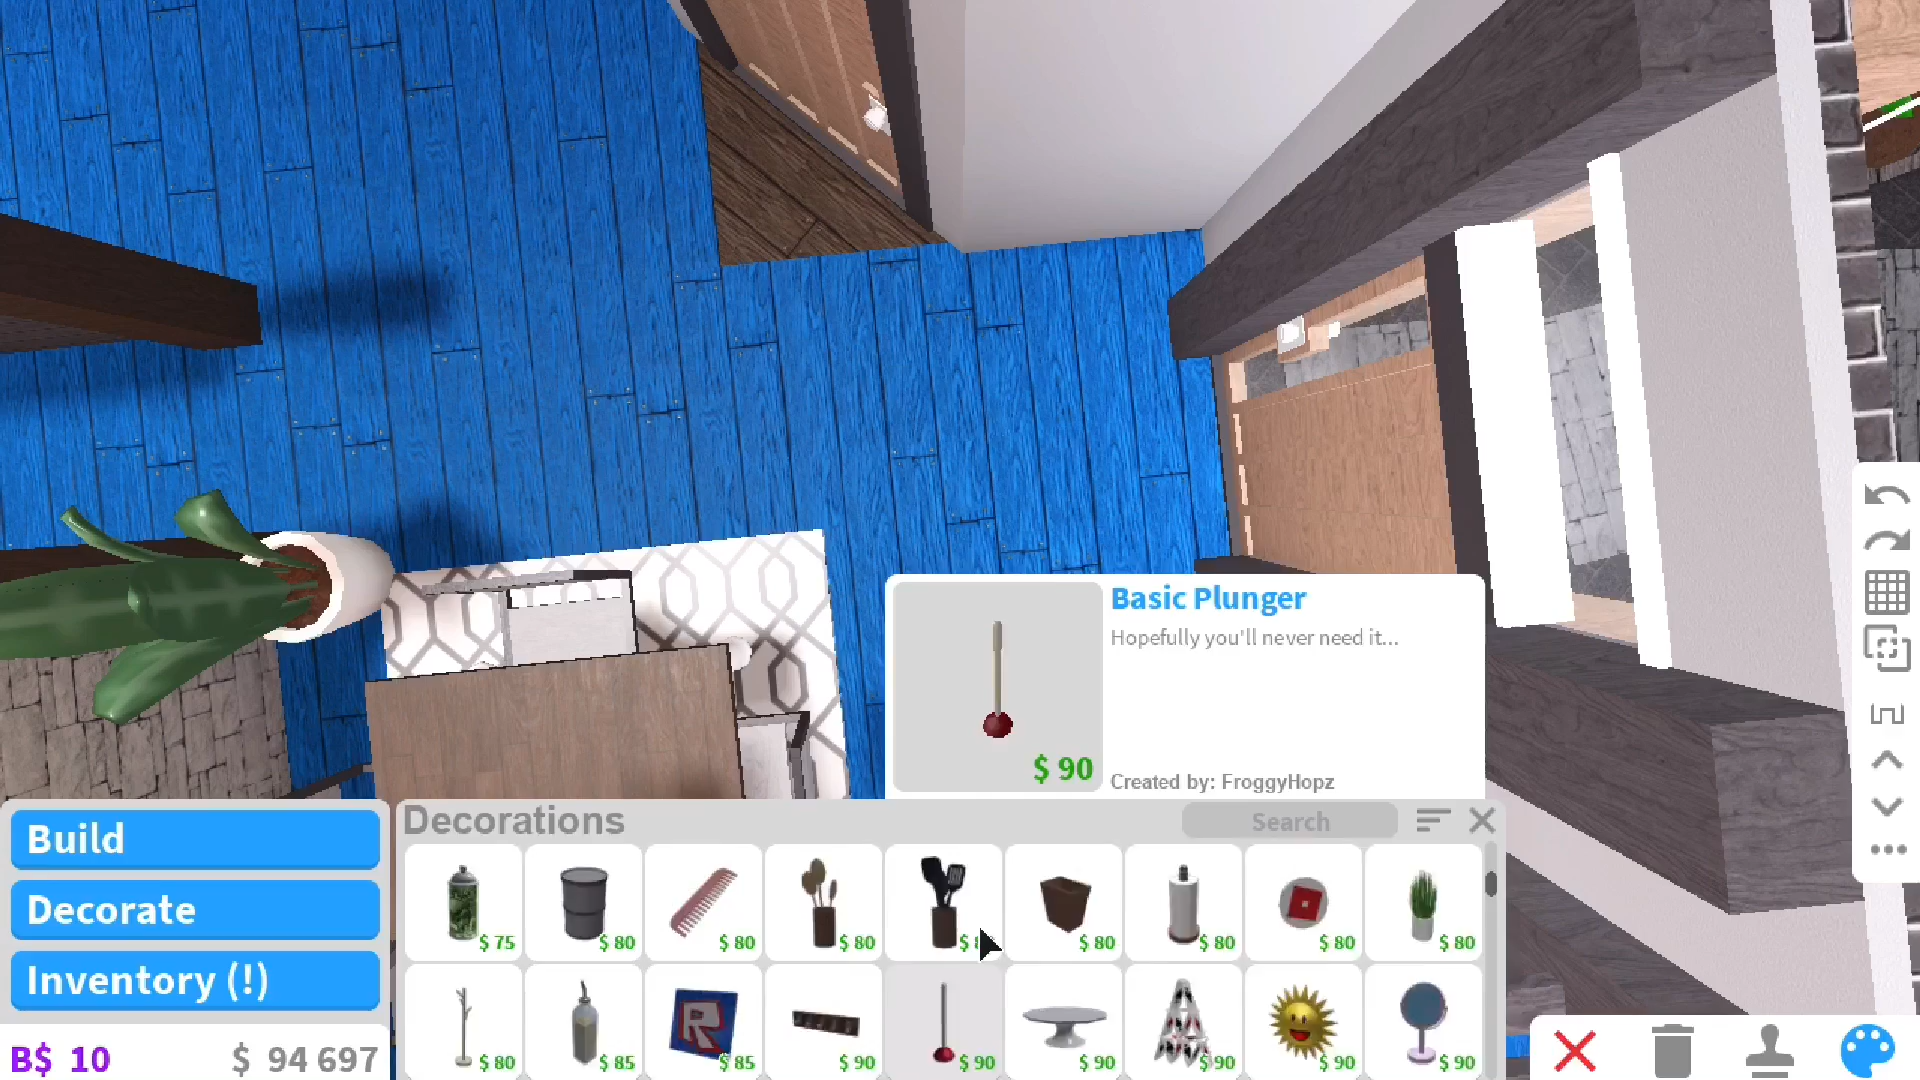 Basic Plunger
Hopefully you'll never need it...
$ 90
Created by: FroggyHopz
Decorations
Search
Build
Decorate
Inventory (!)
B$ 10
$ 94 697
$ 75
$ 80
$ 80
$ 80
$ 80
$ 80
$ 80
$ 80
$ 80
$ 85
$ 85
$ 90
$ 90
$ 90
$ 90
$ 90
$ 90